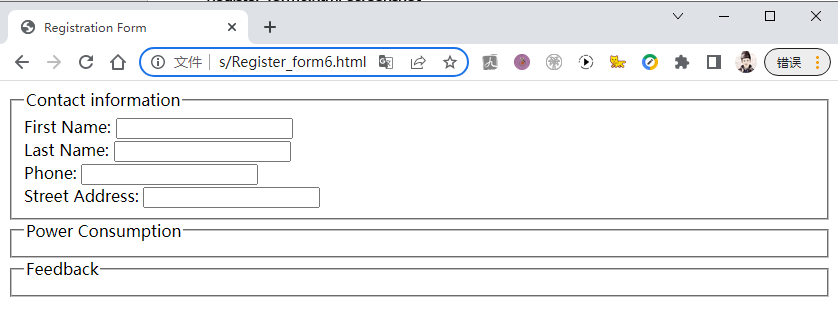 Registration Form
文件 s/Register_form6.html 错误
Contact information
First Name:
Last Name:
Phone:
Street Address:
Power Consumption
Feedback